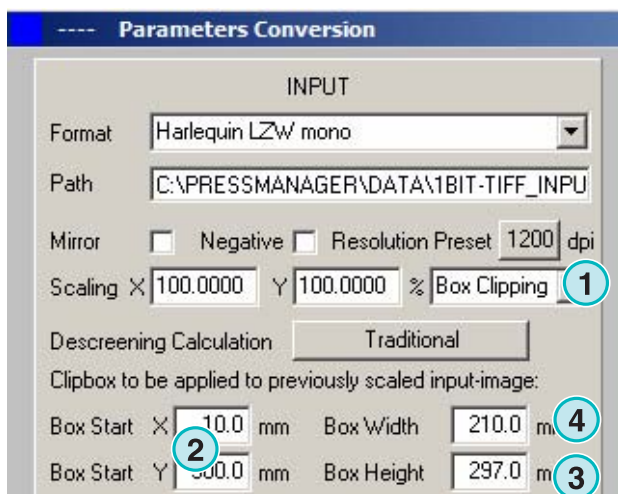 ---- Parameters Conversion
INPUT
Format Harlequin LZW mono
Path C:\PRESSMANAGER\DATA\1BIT-TIFF_INPU
Mirror Negative Resolution Preset 1200 dpi
Scaling X 100.0000 Y 100.0000 % Box Clipping 1
Descreening Calculation Traditional
Clipbox to be applied to previously scaled input-image:
Box Start X 10.0 mm Box Width 210.0 m 4
2
Box Start Y mm Box Height 297.0 m 3